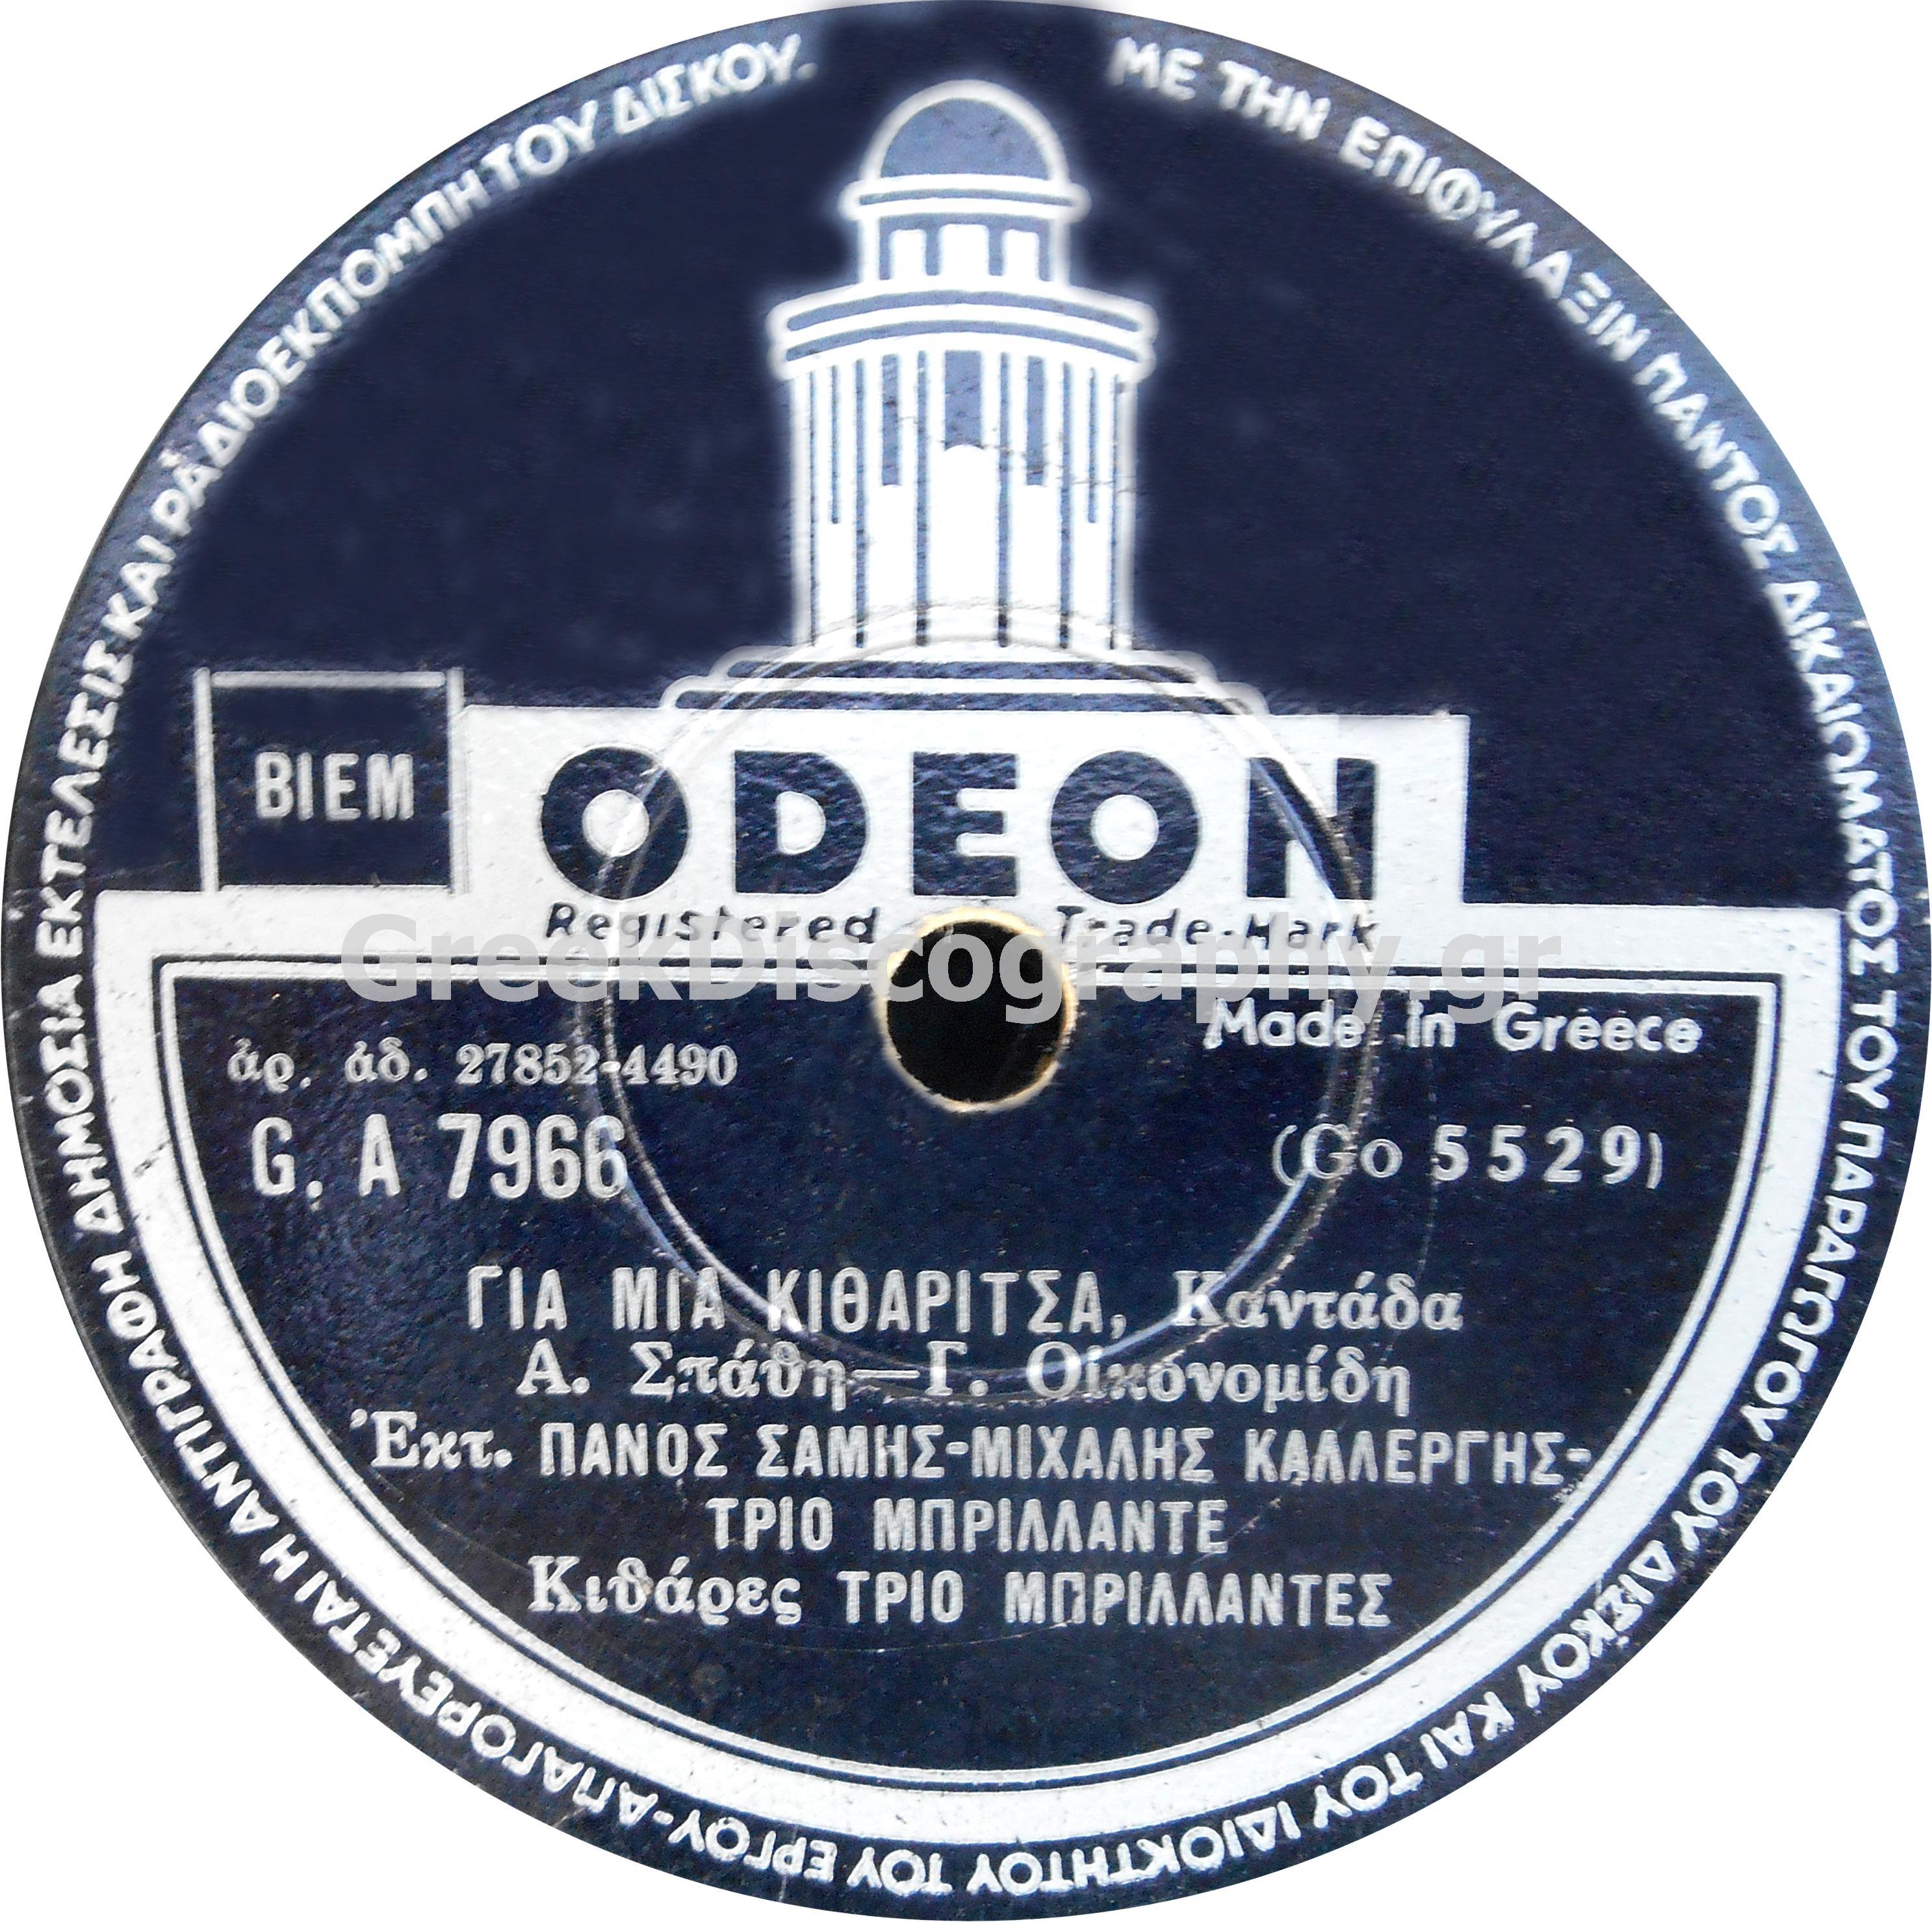 ΜΕ ΤΗΝ ΕΠΙΦΥΛΑΞΙΝ ΠΑΝΤΟΣ ΔΙΚΑΙΩΜΑΤΟΣ ΤΟΥ ΠΑΡΑΓΩΓΟΥ ΤΟΥ ΔΙΣΚΟΥ ΚΑΙ ΤΟΥ ΙΔΙΟΚΤΗΤΟΥ ΤΟΥ ΕΡΓΟΥ-ΑΠΑΓΟΡΕΥΕΤΑΙ Η ΑΝΤΙΓΡΑΦΗ ΔΗΜΟΣΙΑ ΕΚΤΕΛΕΣΙΣ ΚΑΙ ΡΑΔΙΟΕΚΠΟΜΠΗ ΤΟΥ ΔΙΣΚΟΥ.
BIEM
ODEON
Registered Trade-Mark
GreekDiscography.gr
Made in Greece
ἀρ. ἀδ. 27852-4490
G. A 7966
(Go 5529)
ΓΙΑ ΜΙΑ ΚΙΘΑΡΙΤΣΑ, Καντάδα
Α. Σπάθη—Γ. Οἰκονομίδη
Ἐκτ. ΠΑΝΟΣ ΣΑΜΗΣ-ΜΙΧΑΛΗΣ ΚΑΛΛΕΡΓΗΣ-
ΤΡΙΟ ΜΠΡΙΛΛΑΝΤΕ
Κιθάρες ΤΡΙΟ ΜΠΡΙΛΛΑΝΤΕΣ